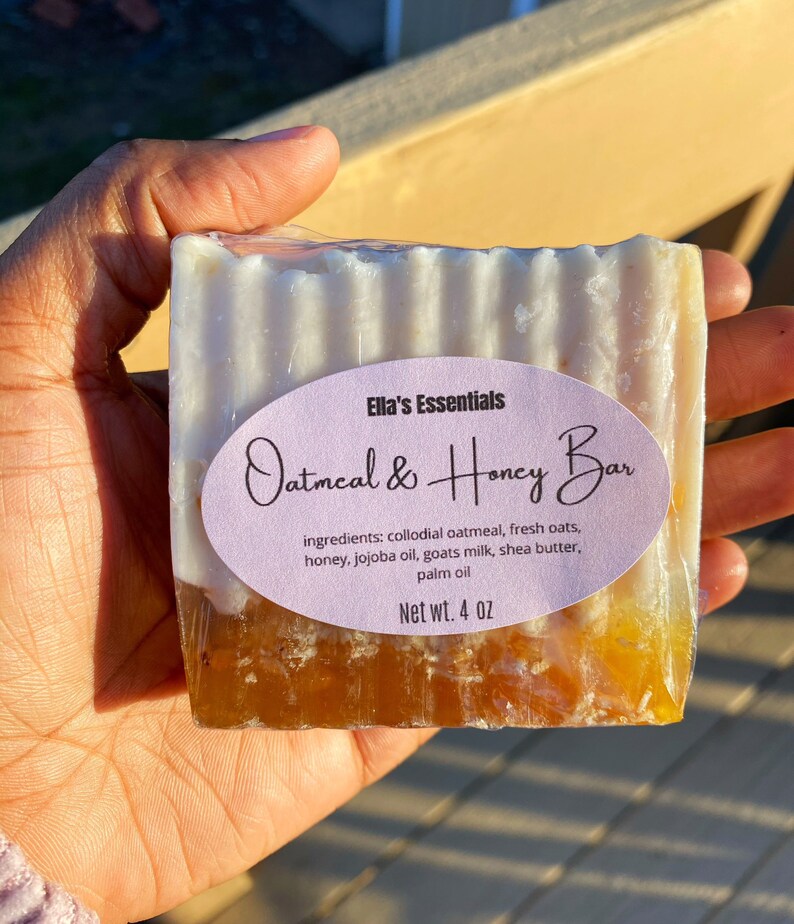 Ella's Essentials
Oatmeal & Honey Bar
ingredients: collodial oatmeal, fresh oats,
honey, jojoba oil, goats milk, shea butter,
palm oil
Net wt. 4 oz